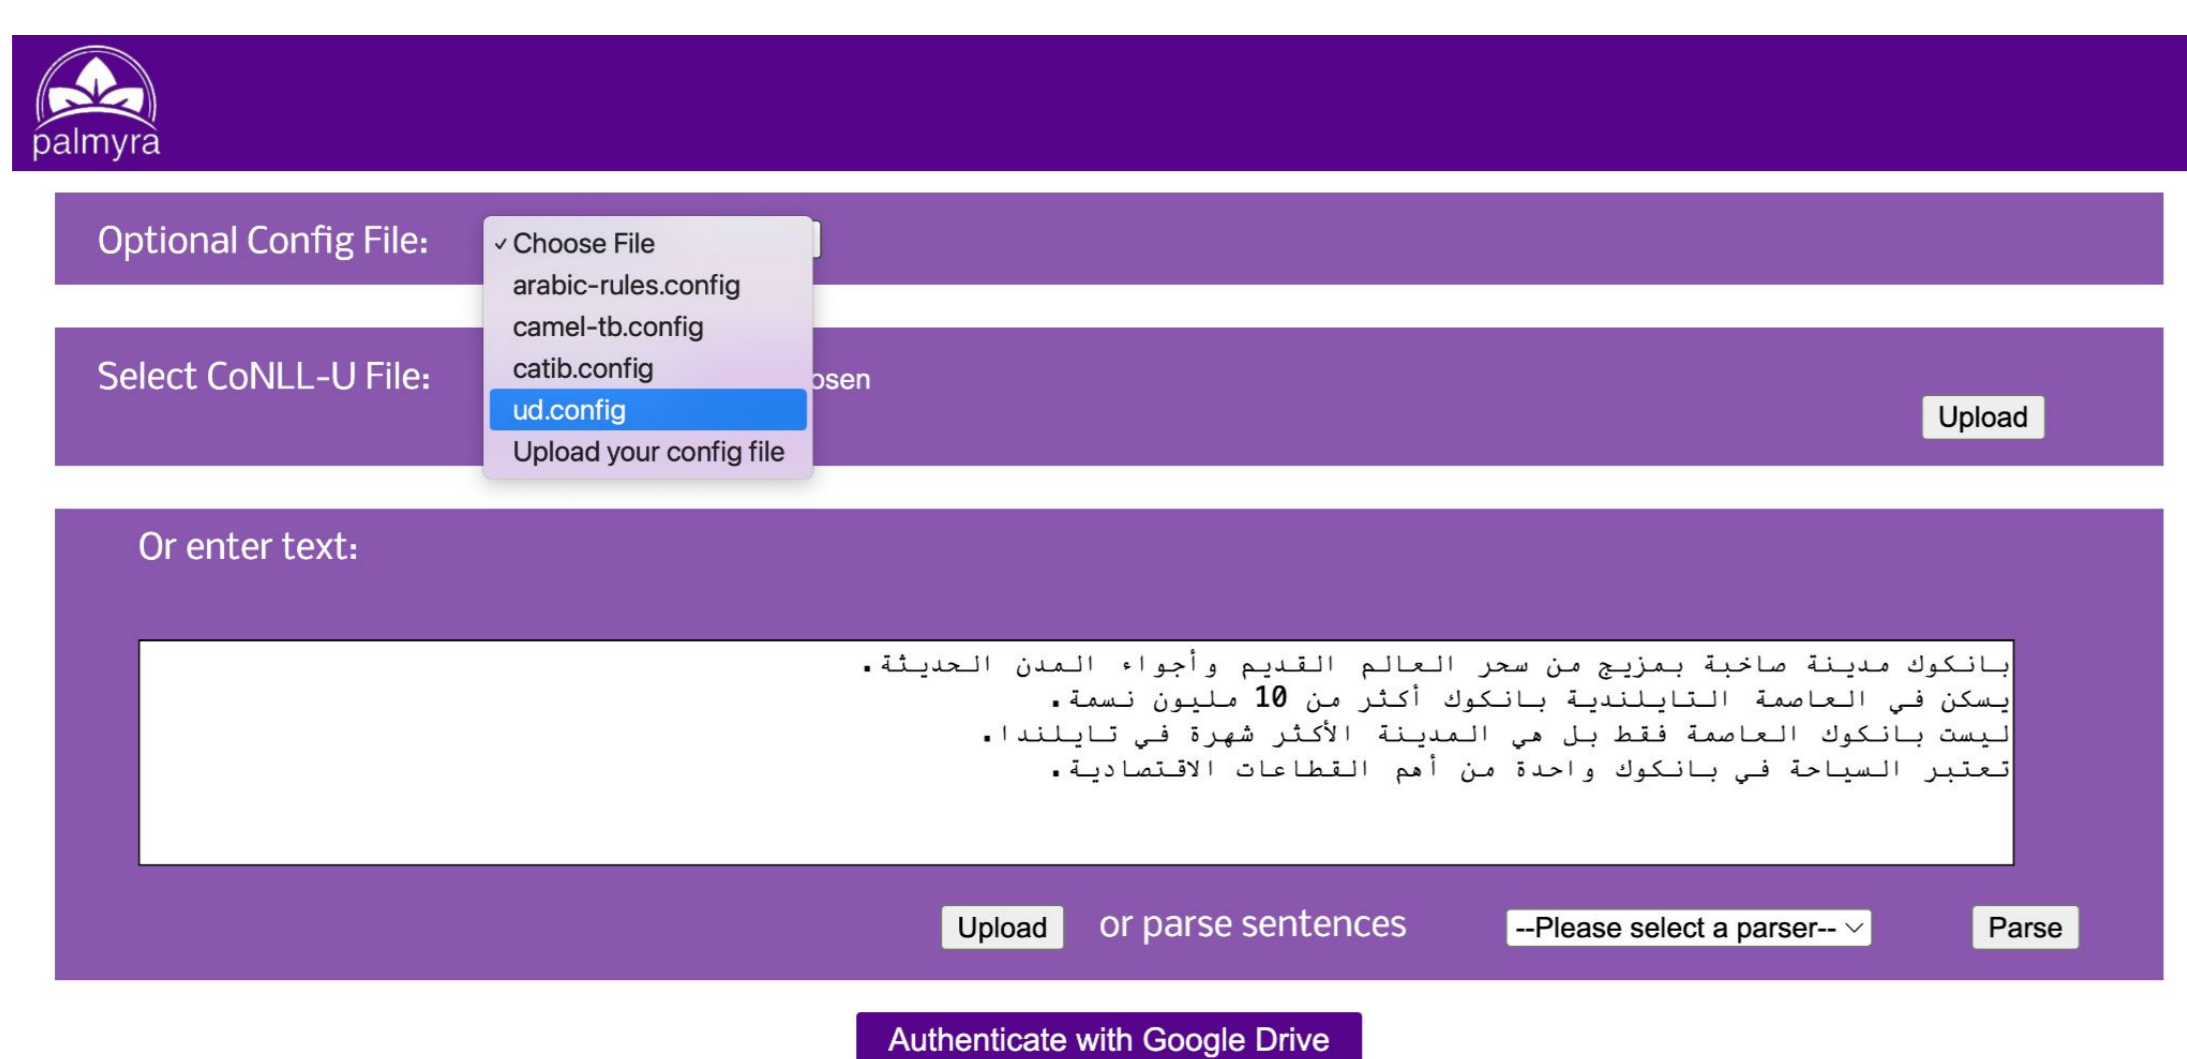 palmyra
Optional Config File:
✓ Choose File
arabic-rules.config
camel-tb.config
catib.config
ud.config
Upload your config file
Select CoNLL-U File:
Upload
Or enter text:
بانكوك مدينة صاخبة بمزيج من سحر العالم القديم وأجواء المدن الحديثة.
يسكن في العاصمة التايلندية بانكوك أكثر من 10 مليون نسمة.
ليست بانكوك العاصمة فقط بل هي المدينة الأكثر شهرة في تايلندا.
تعتبر السياحة في بانكوك واحدة من أهم القطاعات الاقتصادية.
Upload or parse sentences --Please select a parser-- Parse
Authenticate with Google Drive